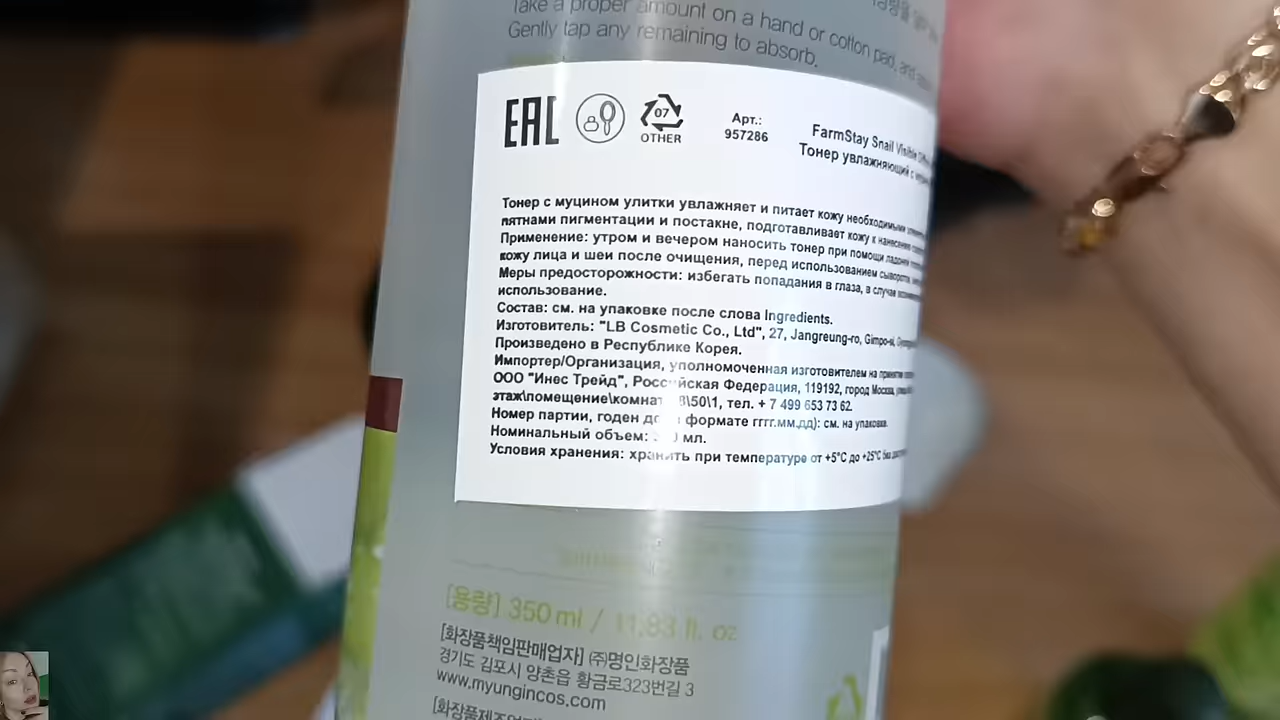 Take a proper amount on a hand or cotton pad, and
Gently tap any remaining to absorb.
EAC
07
OTHER
Арт.:
957286
FarmStay Snail Visible
Тонер увлажняющий с
Тонер с муцином улитки увлажняет и питает кожу необходимыми
пятнами пигментации и постакне, подготавливает кожу к нанесению
Применение: утром и вечером наносить тонер при помощи ладоней
кожу лица и шеи после очищения, перед использованием сыворотки,
Меры предосторожности: избегать попадания в глаза, в случае
использование.
Состав: см. на упаковке после слова Ingredients.
Изготовитель: "LB Cosmetic Co., Ltd", 27, Jangreung-ro, Gimpo-si,
Произведено в Республике Корея.
Импортер/Организация, уполномоченная изготовителем на принятие
ООО "Инес Трейд", Российская Федерация, 119192, город Москва,
этаж\помещение\комнат 8\50\1, тел. + 7 499 653 73 62.
Номер партии, годен до формате гггг.мм.дд): см. на упаковке.
Номинальный объем: мл.
Условия хранения: хранить при температуре от +5°C до +25°C без
[용량] 350 ml / 11.83 fl. oz
[화장품책임판매업자] ㈜명인화장품
경기도 김포시 양촌읍 황금로323번길 3
www.myungincos.com